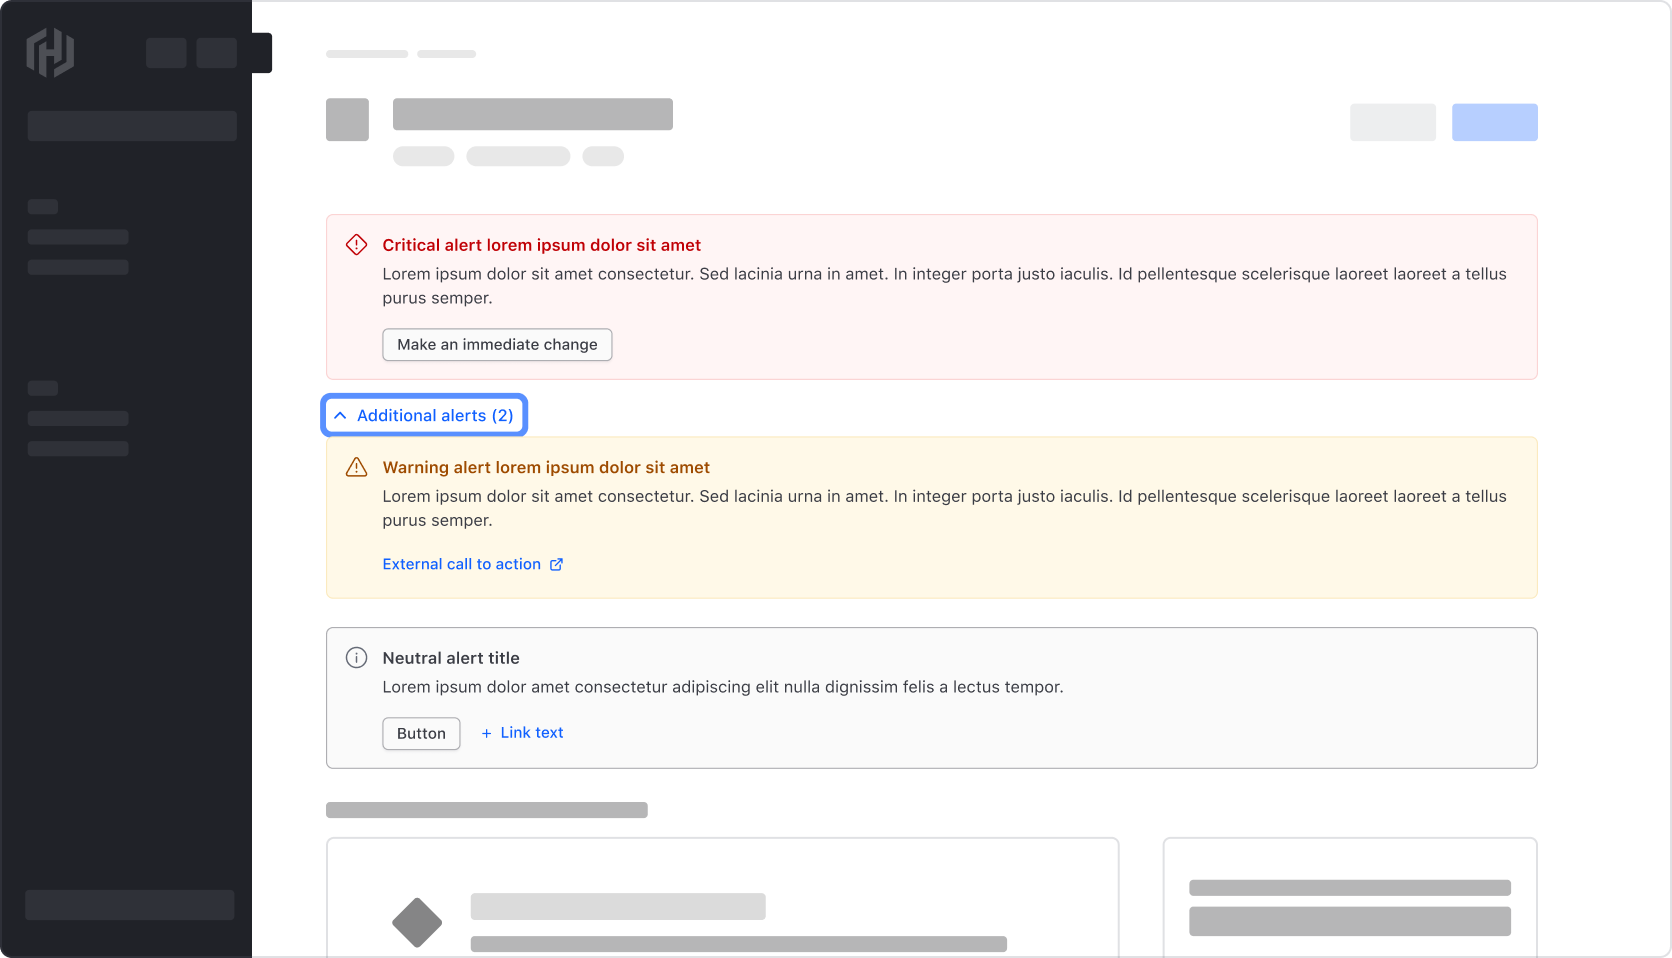 Critical alert lorem ipsum dolor sit amet
Lorem ipsum dolor sit amet consectetur. Sed lacinia urna in amet. In integer porta justo iaculis. Id pellentesque scelerisque laoreet laoreet a tellus
purus semper.
Make an immediate change
Additional alerts (2)
Warning alert lorem ipsum dolor sit amet
Lorem ipsum dolor sit amet consectetur. Sed lacinia urna in amet. In integer porta justo iaculis. Id pellentesque scelerisque laoreet laoreet a tellus
purus semper.
External call to action
Neutral alert title
Lorem ipsum dolor amet consectetur adipiscing elit nulla dignissim felis a lectus tempor.
Button + Link text